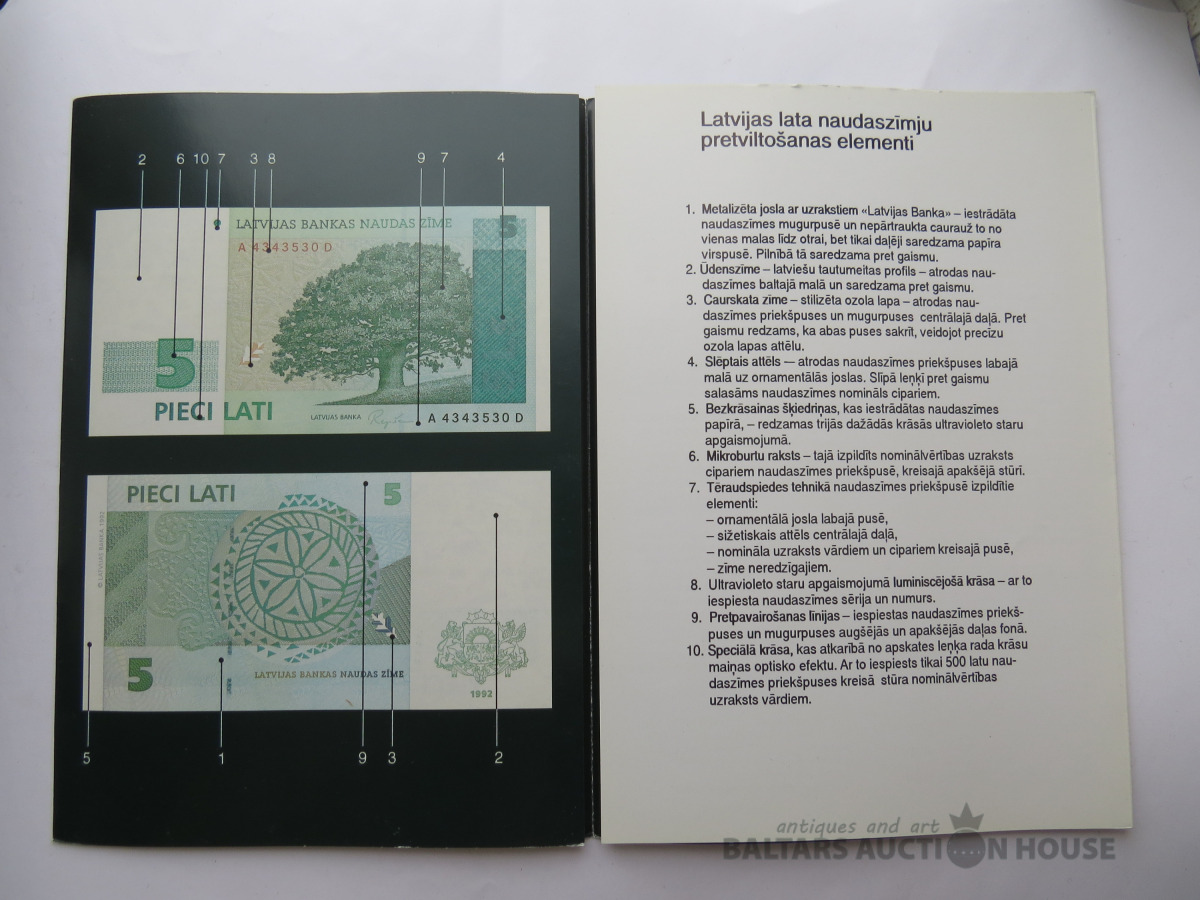 2 6 10 7 3 8 9 7 4
LATVIJAS BANKAS NAUDAS ZĪME 5
A 4343530 D
5
PIECI LATI
LATVIJAS BANKA
A 4343530 D
PIECI LATI 5
© LATVIJAS BANKA, 1992
5
LATVIJAS BANKAS NAUDAS ZĪME
1992
5 1 9 3 2
Latvijas lata naudaszīmju
pretviltošanas elementi
1. Metalizēta josla ar uzrakstiem «Latvijas Banka» – iestrādāta
naudaszīmes mugurpusē un nepārtraukta caurauž to no
vienas malas līdz otrai, bet tikai daļēji saredzama papīra
virspusē. Pilnībā tā saredzama pret gaismu.
2. Ūdenszīme – latviešu tautumeitas profils – atrodas nau-
daszīmes baltajā malā un saredzama pret gaismu.
3. Caurskata zīme – stilizēta ozola lapa – atrodas nau-
daszīmes priekšpuses un mugurpuses centrālajā daļā. Pret
gaismu redzams, ka abas puses sakrīt, veidojot precīzu
ozola lapas attēlu.
4. Slēptais attēls — atrodas naudaszīmes priekšpuses labajā
malā uz ornamentālās joslas. Slīpā leņķī pret gaismu
salasāms naudaszīmes nomināls cipariem.
5. Bezkrāsainas šķiedriņas, kas iestrādātas naudaszīmes
papīrā, – redzamas trijās dažādās krāsās ultravioleto staru
apgaismojumā.
6. Mikroburtu raksts – tajā izpildīts nominālvērtības uzraksts
cipariem naudaszīmes priekšpusē, kreisajā apakšējā stūrī.
7. Tēraudspiedes tehnikā naudaszīmes priekšpusē izpildītie
elementi:
– ornamentālā josla labajā pusē,
– sižetiskais attēls centrālajā daļā,
– nomināla uzraksts vārdiem un cipariem kreisajā pusē,
– zīme neredzīgajiem.
8. Ultravioleto staru apgaismojumā luminiscējošā krāsa – ar to
iespiesta naudaszīmes sērija un numurs.
9. Pretpavairošanas līnijas – iespiestas naudaszīmes priekš-
puses un mugurpuses augšējās un apakšējās daļas fonā.
10. Speciālā krāsa, kas atkarībā no apskates leņķa rada krāsu
maiņas optisko efektu. Ar to iespiests tikai 500 latu nau-
daszīmes priekšpuses kreisā stūra nominālvērtības
uzraksts vārdiem.
antiques and art
BALTARS AUCTION HOUSE